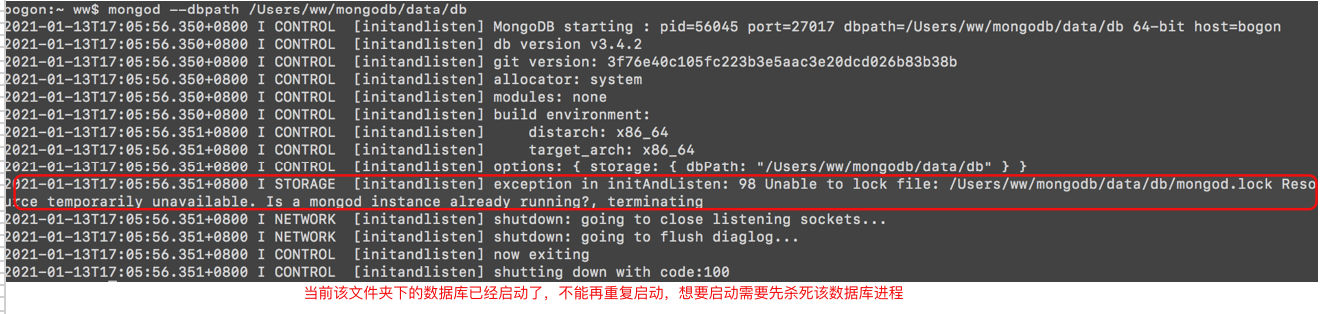 bogon:~ ww$ mongod --dbpath /Users/ww/mongodb/data/db
2021-01-13T17:05:56.350+0800 I CONTROL  [initandlisten] MongoDB starting : pid=56045 port=27017 dbpath=/Users/ww/mongodb/data/db 64-bit host=bogon
2021-01-13T17:05:56.350+0800 I CONTROL  [initandlisten] db version v3.4.2
2021-01-13T17:05:56.350+0800 I CONTROL  [initandlisten] git version: 3f76e40c105fc223b3e5aac3e20dcd026b83b38b
2021-01-13T17:05:56.350+0800 I CONTROL  [initandlisten] allocator: system
2021-01-13T17:05:56.350+0800 I CONTROL  [initandlisten] modules: none
2021-01-13T17:05:56.350+0800 I CONTROL  [initandlisten] build environment:
2021-01-13T17:05:56.351+0800 I CONTROL  [initandlisten]     distarch: x86_64
2021-01-13T17:05:56.351+0800 I CONTROL  [initandlisten]     target_arch: x86_64
2021-01-13T17:05:56.351+0800 I CONTROL  [initandlisten] options: { storage: { dbPath: "/Users/ww/mongodb/data/db" } }
2021-01-13T17:05:56.351+0800 I STORAGE  [initandlisten] exception in initAndListen: 98 Unable to lock file: /Users/ww/mongodb/data/db/mongod.lock Reso
urce temporarily unavailable. Is a mongod instance already running?, terminating
2021-01-13T17:05:56.351+0800 I NETWORK  [initandlisten] shutdown: going to close listening sockets...
2021-01-13T17:05:56.351+0800 I NETWORK  [initandlisten] shutdown: going to flush diaglog...
2021-01-13T17:05:56.351+0800 I CONTROL  [initandlisten] now exiting
2021-01-13T17:05:56.351+0800 I CONTROL  [initandlisten] shutting down with code:100
当前该文件夹下的数据库已经启动了，不能再重复启动，想要启动需要先杀死该数据库进程